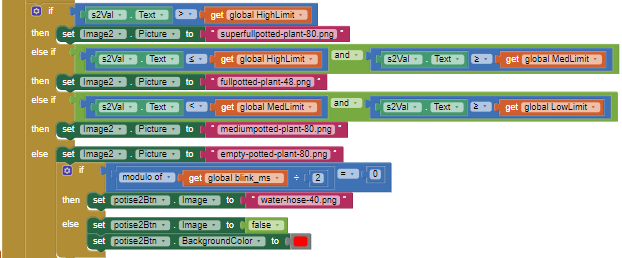 if s2Val . Text > get global HighLimit
then set Image2 . Picture to " superfullpotted-plant-80.png "
else if s2Val . Text ≤ get global HighLimit and s2Val . Text ≥ get global MedLimit
then set Image2 . Picture to " fullpotted-plant-48.png "
else if s2Val . Text < get global MedLimit and s2Val . Text ≥ get global LowLimit
then set Image2 . Picture to " mediumpotted-plant-80.png "
else set Image2 . Picture to " empty-potted-plant-80.png "
if modulo of get global blink_ms ÷ 2 = 0
then set potise2Btn . Image to " water-hose-40.png "
else set potise2Btn . Image to false
set potise2Btn . BackgroundColor to